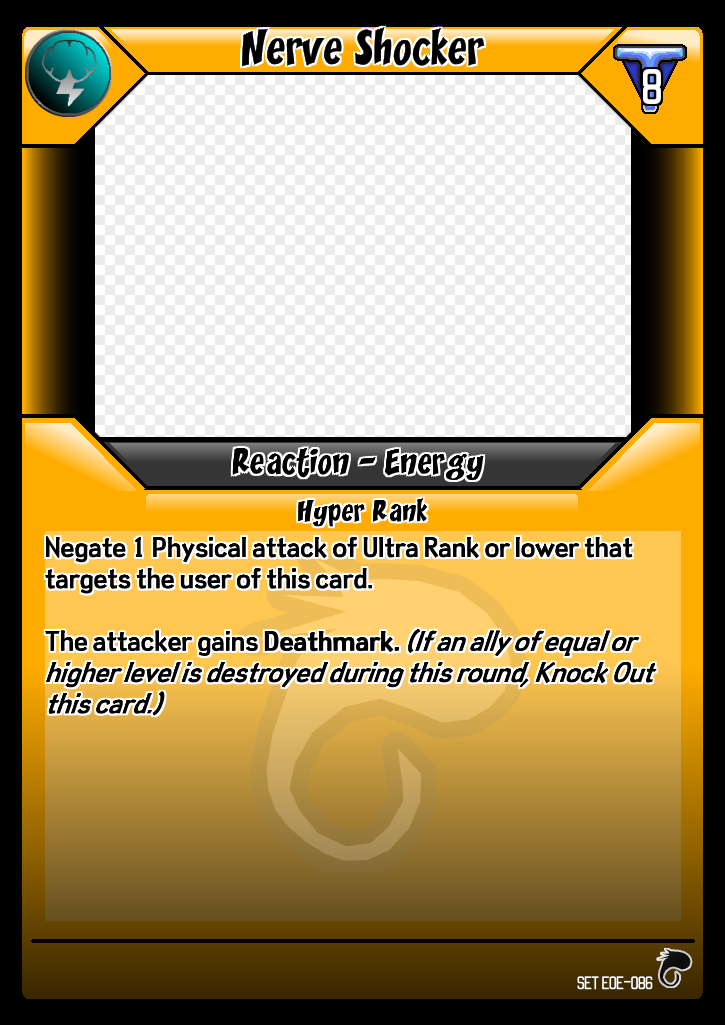 Nerve Shocker
8
Reaction - Energy
Hyper Rank
Negate 1 Physical attack of Ultra Rank or lower that
targets the user of this card.
The attacker gains Deathmark. (If an ally of equal or
higher level is destroyed during this round, Knock Out
this card.)
SET EOE-086